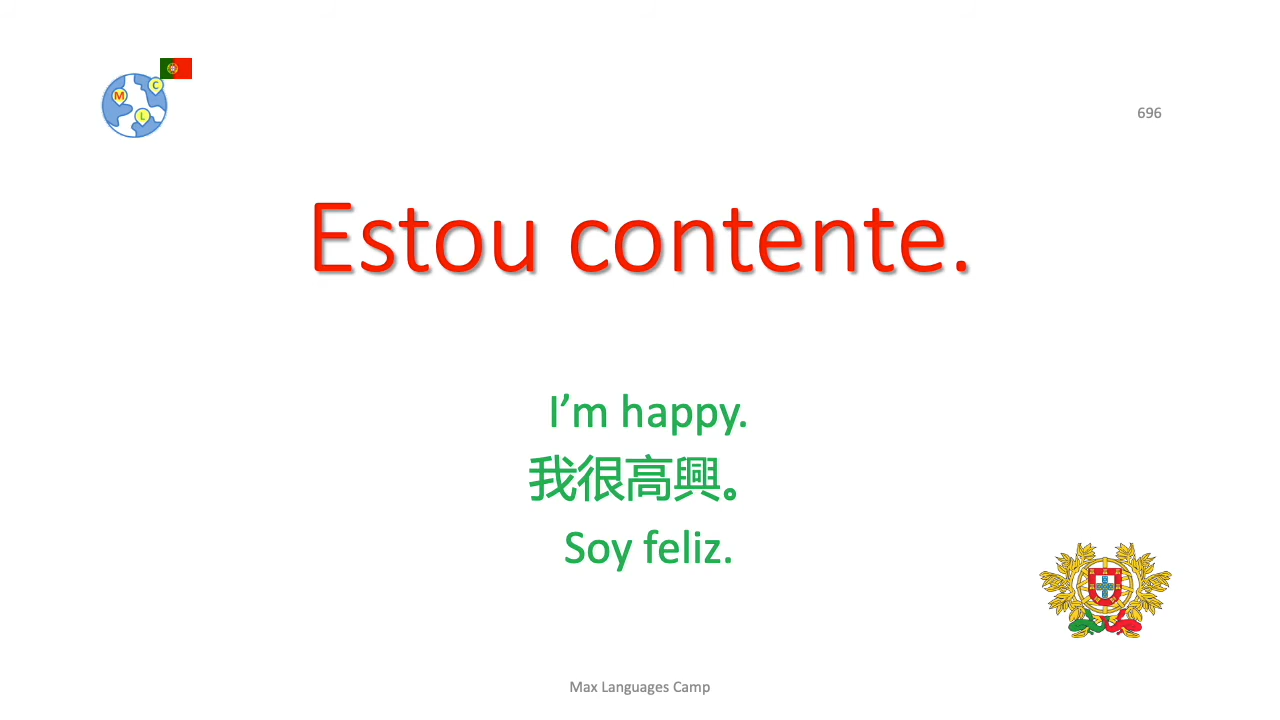 M C L
696
Estou contente.
I’m happy.
我很高興。
Soy feliz.
Max Languages Camp